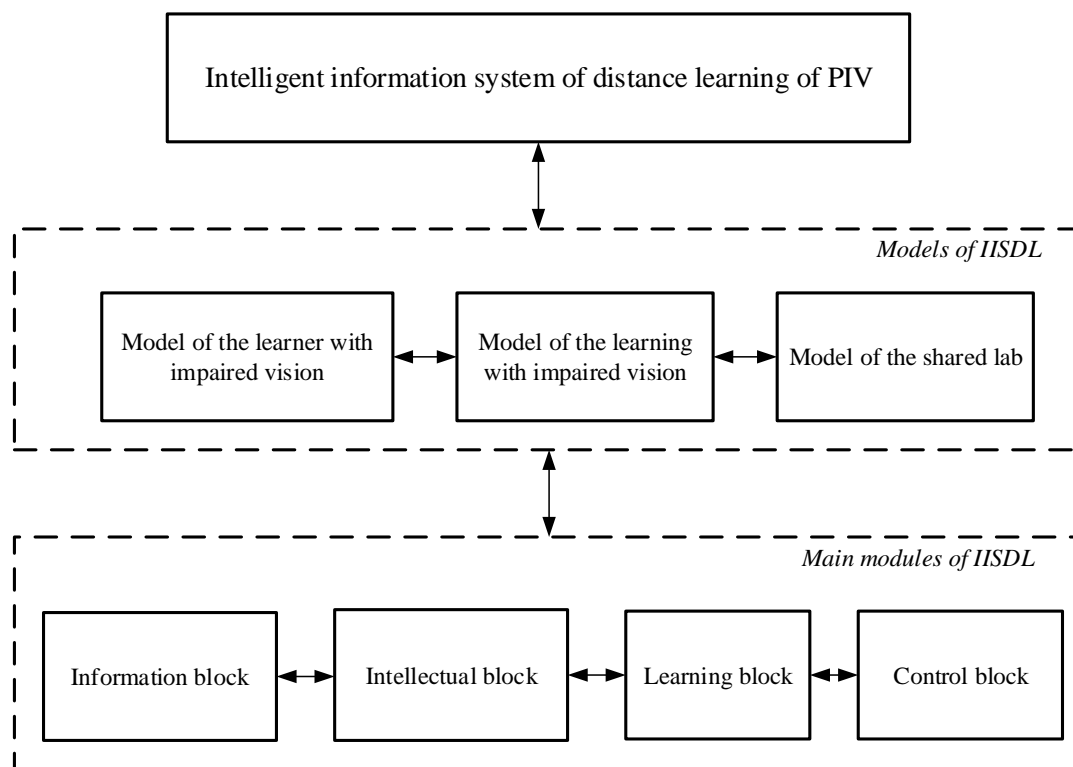 Intelligent information system of distance learning of PIV
Models of IISDL
Model of the learner with
impaired vision
Model of the learning
with impaired vision
Model of the shared lab
Main modules of IISDL
Information block
Intellectual block
Learning block
Control block